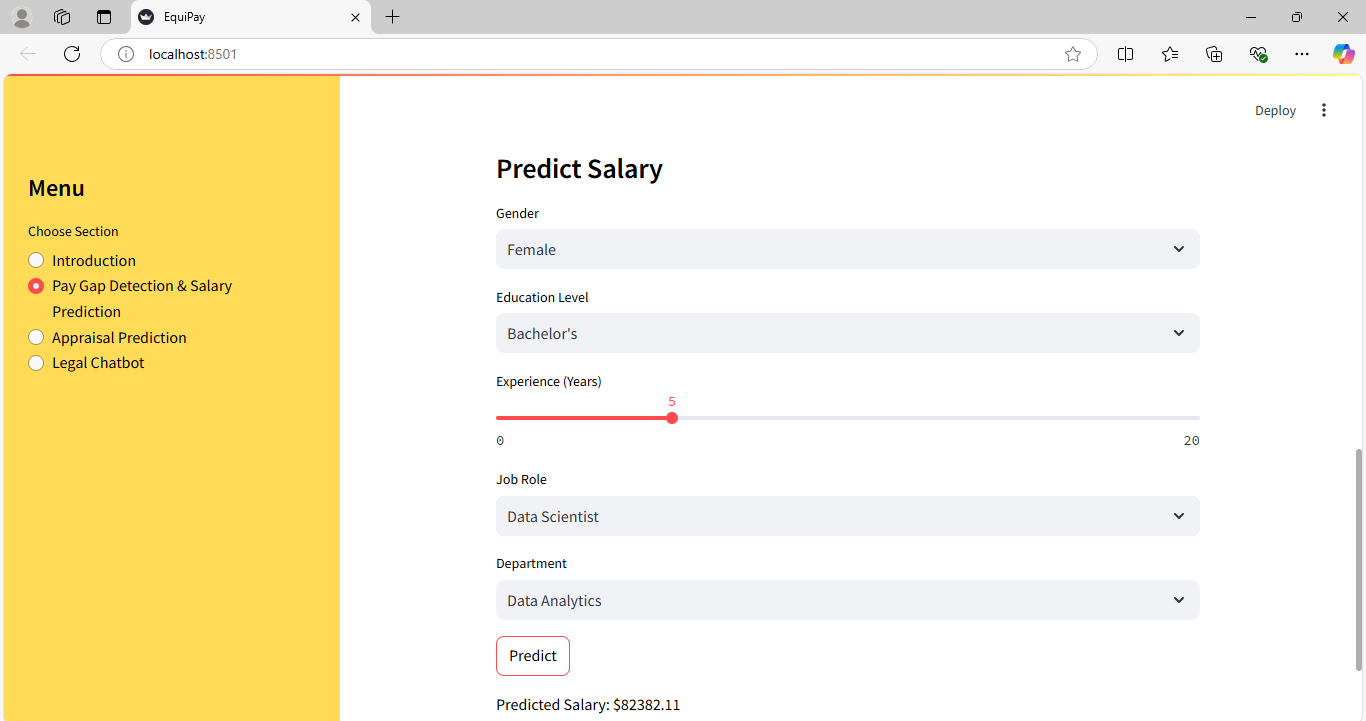 EquiPay
localhost:8501
Deploy
Menu
Choose Section
Introduction
Pay Gap Detection & Salary
Prediction
Appraisal Prediction
Legal Chatbot
Predict Salary
Gender
Female
Education Level
Bachelor's
Experience (Years)
5
0 20
Job Role
Data Scientist
Department
Data Analytics
Predict
Predicted Salary: $82382.11